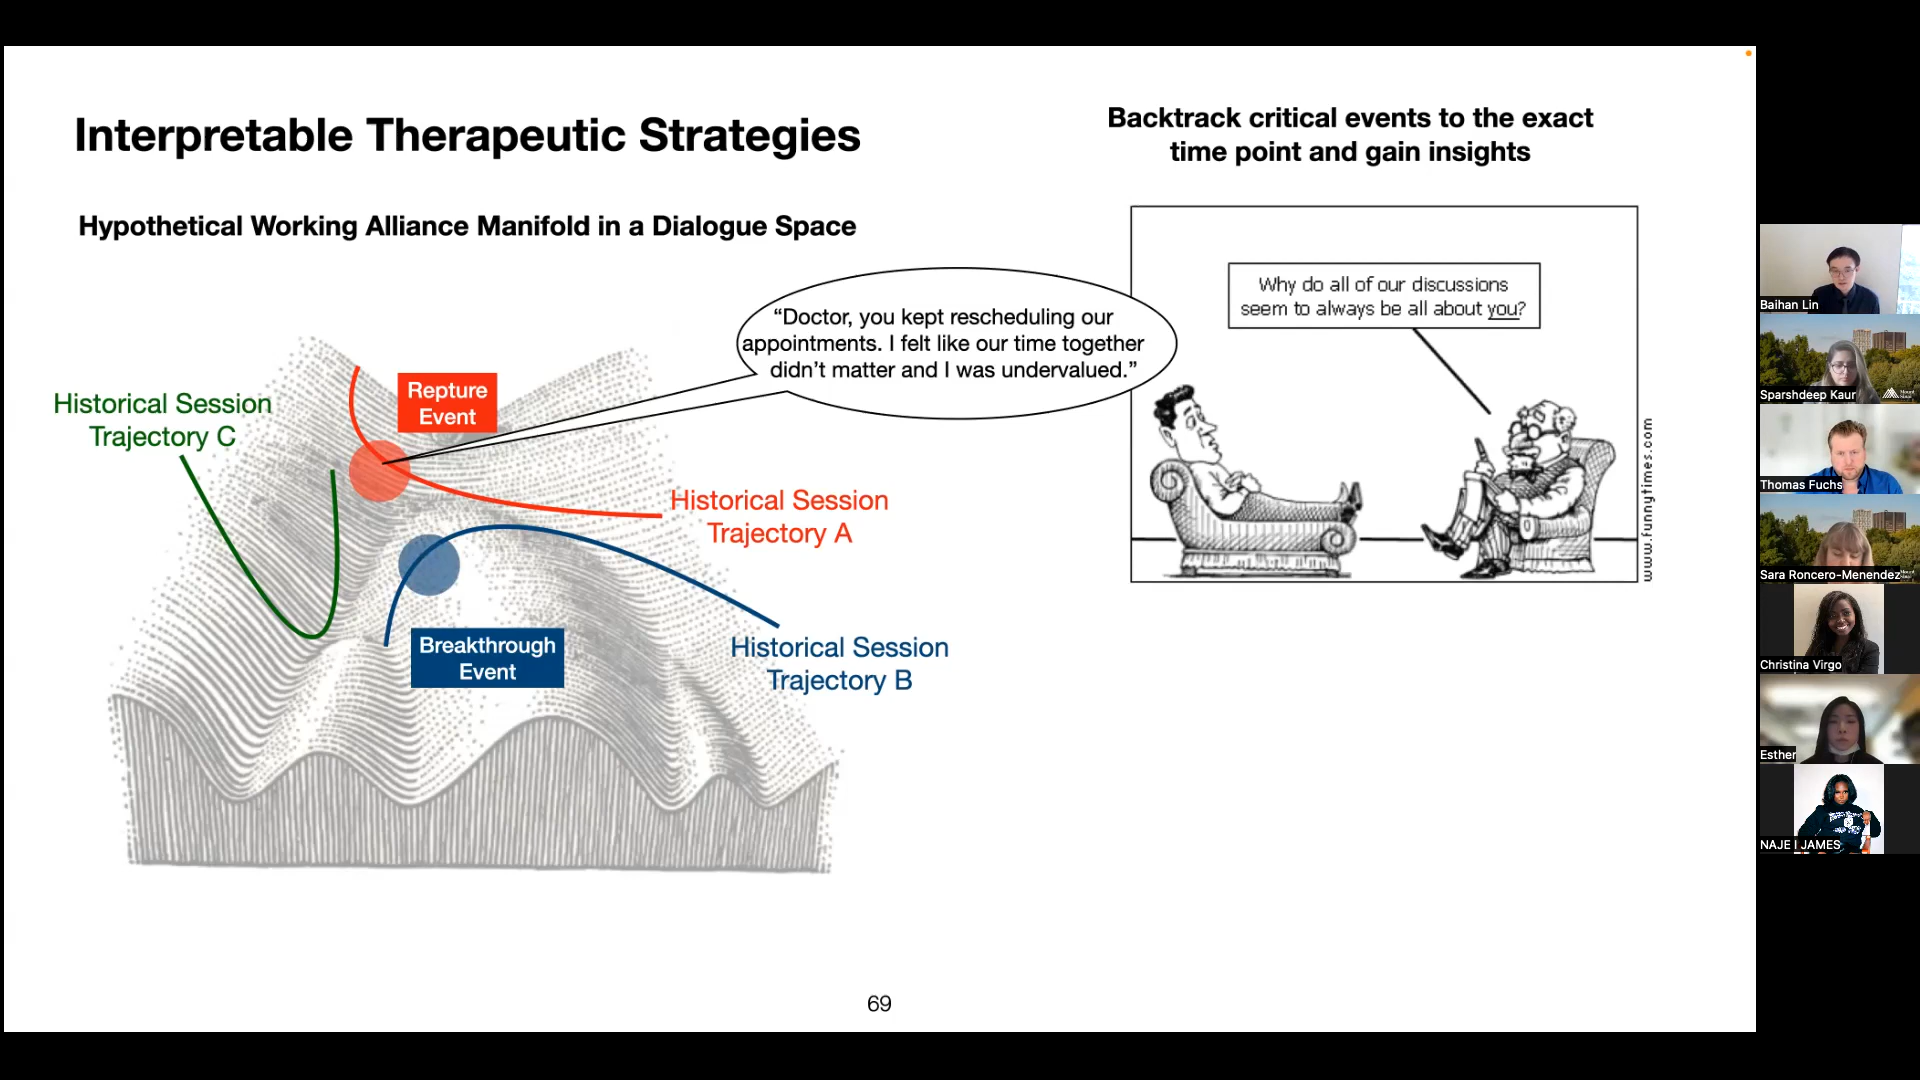 Interpretable Therapeutic Strategies
Hypothetical Working Alliance Manifold in a Dialogue Space
Backtrack critical events to the exact
time point and gain insights
"Doctor, you kept rescheduling our
appointments. I felt like our time together
didn't matter and I was undervalued."
Why do all of our discussions
seem to always be all about you?
www.funnytimes.com
Repture
Event
Historical Session
Trajectory C
Historical Session
Trajectory A
Breakthrough
Event
Historical Session
Trajectory B
69
Baihan Lin
Sparshdeep Kaur
Thomas Fuchs
Sara Roncero-Menendez
Christina Virgo
Esther
NAJE I JAMES